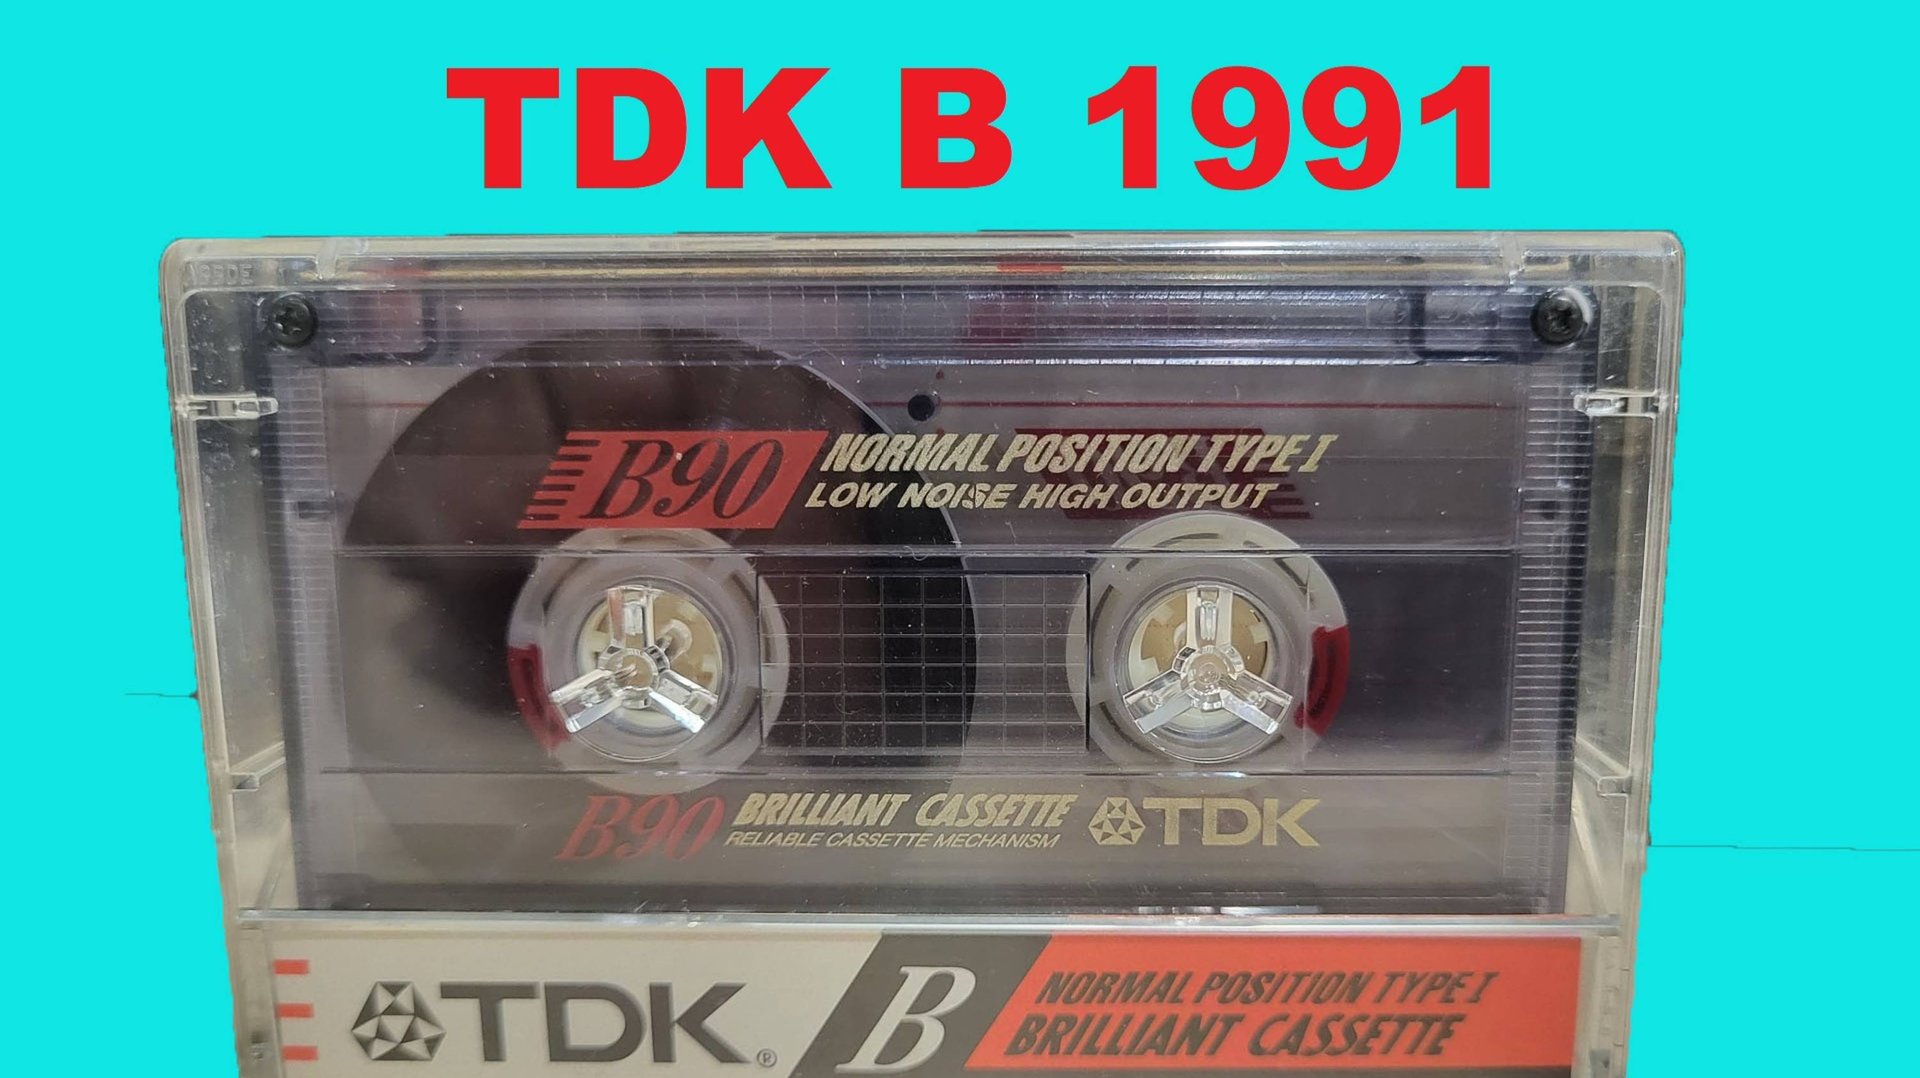 TDK B 1991
B90 NORMAL POSITION TYPE I
LOW NOISE HIGH OUTPUT
B90 BRILLIANT CASSETTE TDK
RELIABLE CASSETTE MECHANISM
TDK® B NORMAL POSITION TYPE I
BRILLIANT CASSETTE